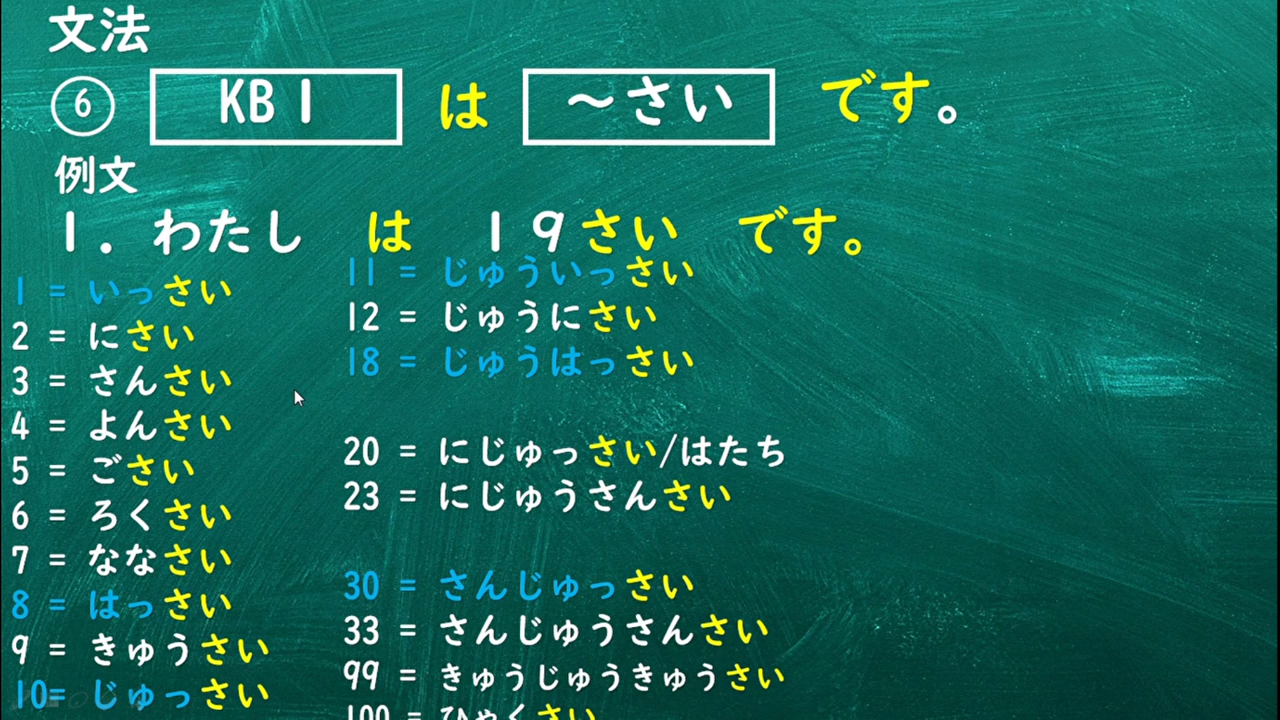 文法
⑥ KB1 は ～さい です。
例文
1. わたし は 19さい です。
1 = いっさい
2 = にさい
3 = さんさい
4 = よんさい
5 = ごさい
6 = ろくさい
7 = ななさい
8 = はっさい
9 = きゅうさい
10= じゅっさい
11 = じゅういっさい
12 = じゅうにさい
18 = じゅうはっさい
20 = にじゅっさい/はたち
23 = にじゅうさんさい
30 = さんじゅっさい
33 = さんじゅうさんさい
99 = きゅうじゅうきゅうさい
100 = ひゃくさい